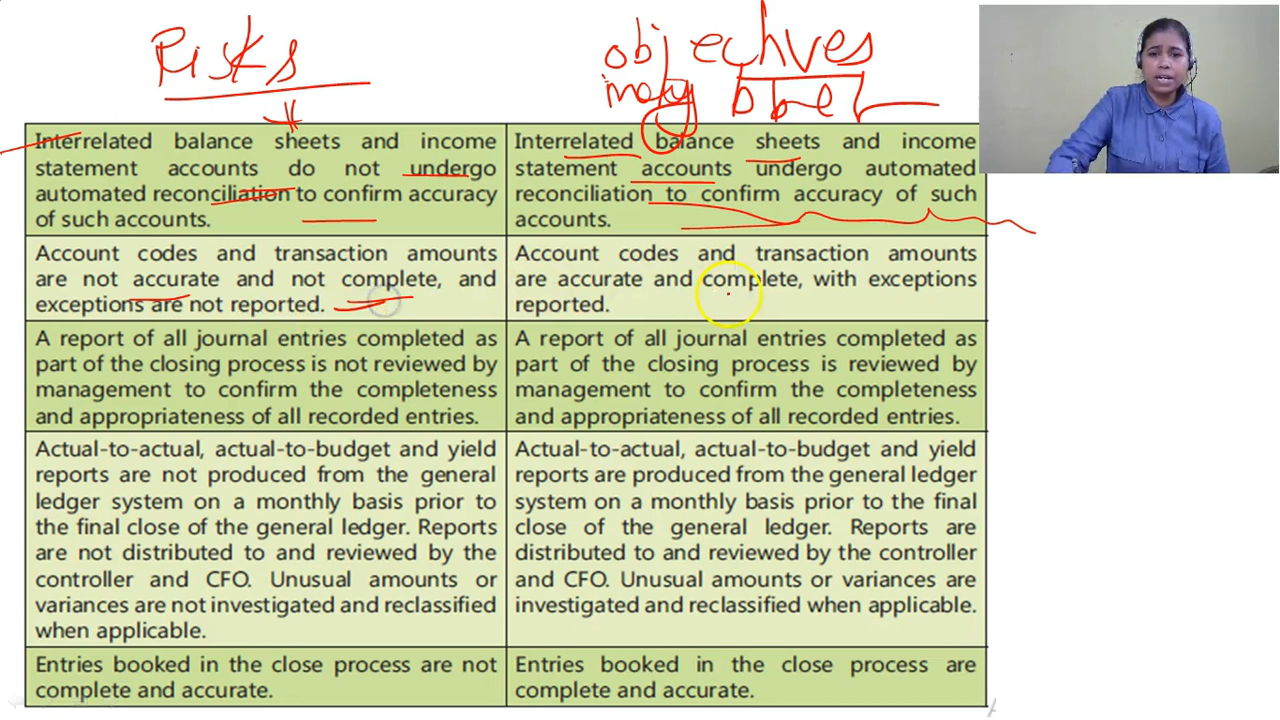 Risks
objectives
Interrelated balance sheets and income
statement accounts do not undergo
automated reconciliation to confirm accuracy
of such accounts.
Interrelated balance sheets and income
statement accounts undergo automated
reconciliation to confirm accuracy of such
accounts.
Account codes and transaction amounts
are not accurate and not complete, and
exceptions are not reported.
Account codes and transaction amounts
are accurate and complete, with exceptions
reported.
A report of all journal entries completed as
part of the closing process is not reviewed by
management to confirm the completeness
and appropriateness of all recorded entries.
A report of all journal entries completed as
part of the closing process is reviewed by
management to confirm the completeness
and appropriateness of all recorded entries.
Actual-to-actual, actual-to-budget and yield
reports are not produced from the general
ledger system on a monthly basis prior to
the final close of the general ledger. Reports
are not distributed to and reviewed by the
controller and CFO. Unusual amounts or
variances are not investigated and reclassified
when applicable.
Actual-to-actual, actual-to-budget and yield
reports are produced from the general ledger
system on a monthly basis prior to the final
close of the general ledger. Reports are
distributed to and reviewed by the controller
and CFO. Unusual amounts or variances are
investigated and reclassified when applicable.
Entries booked in the close process are not
complete and accurate.
Entries booked in the close process are
complete and accurate.